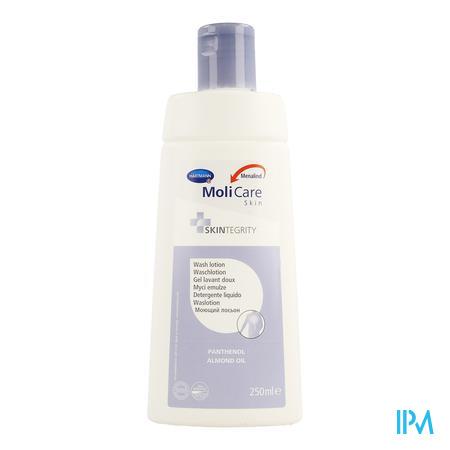 HARTMANN
Menalind
MoliCare
Skin
SKINTEGRITY
Wash lotion
Waschlotion
Gel lavant doux
Mycí emulze
Detergente liquido
Waslotion
Моющий лосьон
PANTHENOL
ALMOND OIL
250ml℮
IPM